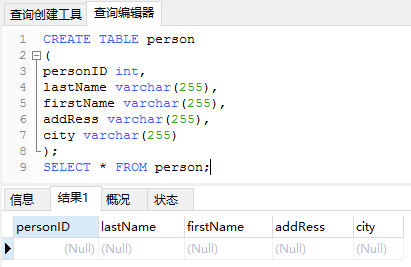 查询创建工具 查询编辑器
1 CREATE TABLE person
2 (
3 personID int,
4 lastName varchar(255),
5 firstName varchar(255),
6 addRess varchar(255),
7 city varchar(255)
8 );
9 SELECT * FROM person;
信息 结果1 概况 状态
personID lastName firstName addRess city
(Null) (Null) (Null) (Null) (Null)